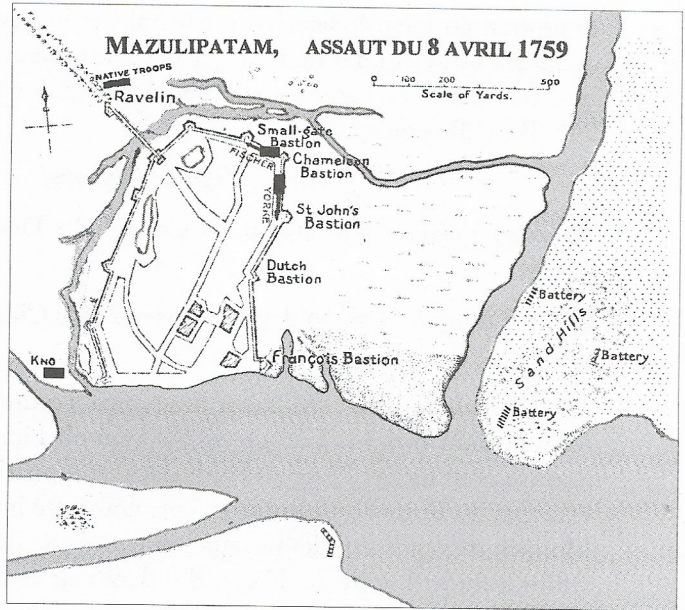 MAZULIPATAM, ASSAUT DU 8 AVRIL 1759
NATIVE TROOPS
Ravelin
0 100 200 500
Scale of Yards.
Small-gate
Bastion
FISCHER
Chameleon
Bastion
YORKE
St John's
Bastion
Dutch
Bastion
Battery
Sand Hills
Battery
KNO
François Bastion
Battery